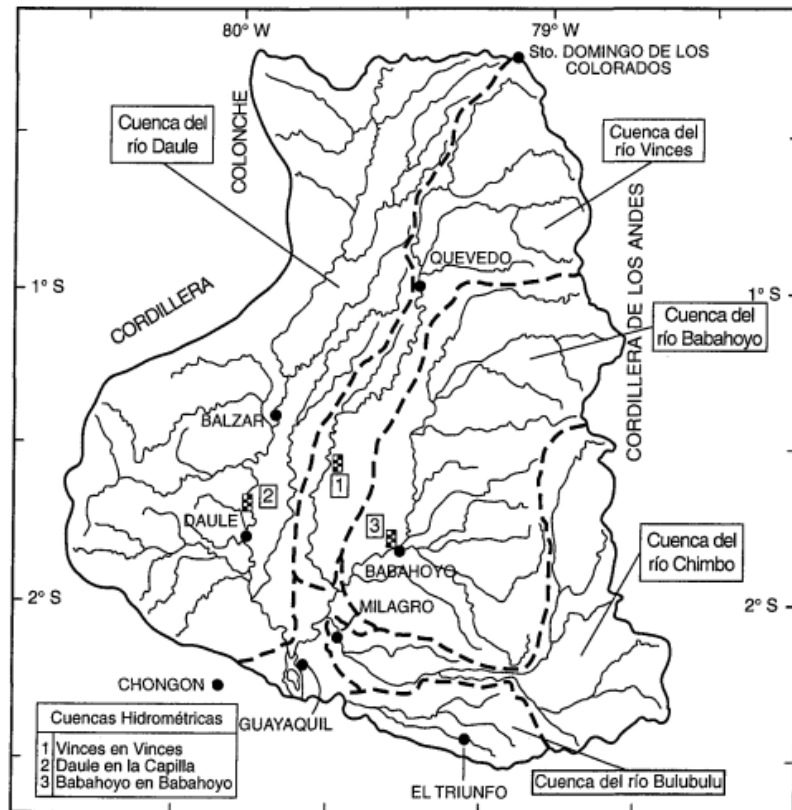 80° W
79° W
Sto. DOMINGO DE LOS
COLORADOS
Cuenca del
río Daule
COLONCHE
Cuenca del
río Vinces
CORDILLERA DE LOS ANDES
QUEVEDO
1° S
1° S
CORDILLERA
Cuenca del
río Babahoyo
BALZAR
1
2
DAULE
3
BABAHOYO
Cuenca del
río Chimbo
2° S
2° S
MILAGRO
CHONGON
GUAYAQUIL
Cuencas Hidrométricas
1 Vinces en Vinces
2 Daule en la Capilla
3 Babahoyo en Babahoyo
EL TRIUNFO
Cuenca del río Bulubulu